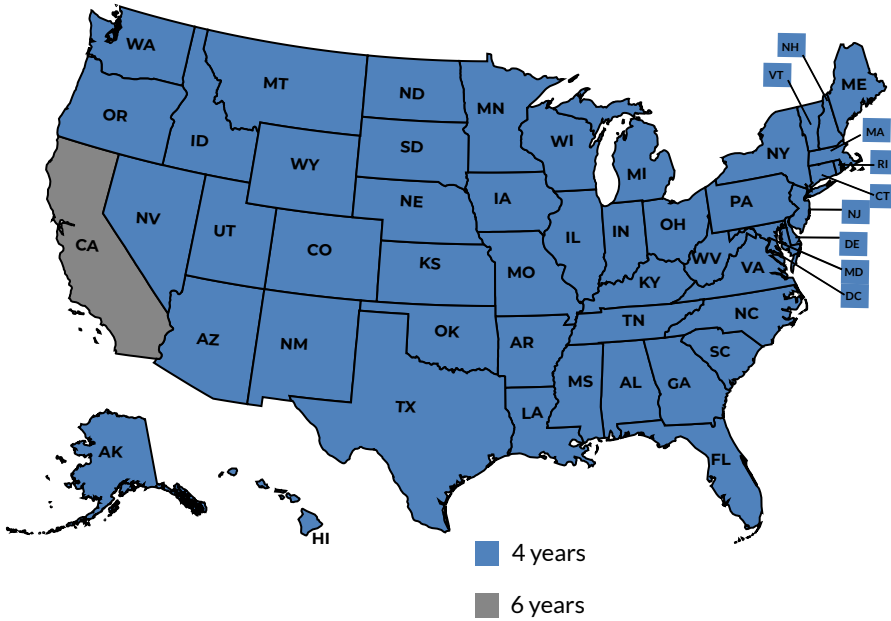 NH
VT
WA
ME
MT
ND
MN
OR
MA
ID
WI
SD
NY
RI
WY
MI
CT
NE
IA
PA
NJ
NV
OH
UT
IL
IN
DE
CA
CO
WV
KS
MO
VA
MD
KY
DC
NC
TN
OK
AZ
NM
AR
SC
MS
AL
GA
TX
LA
AK
FL
HI
4 years
6 years